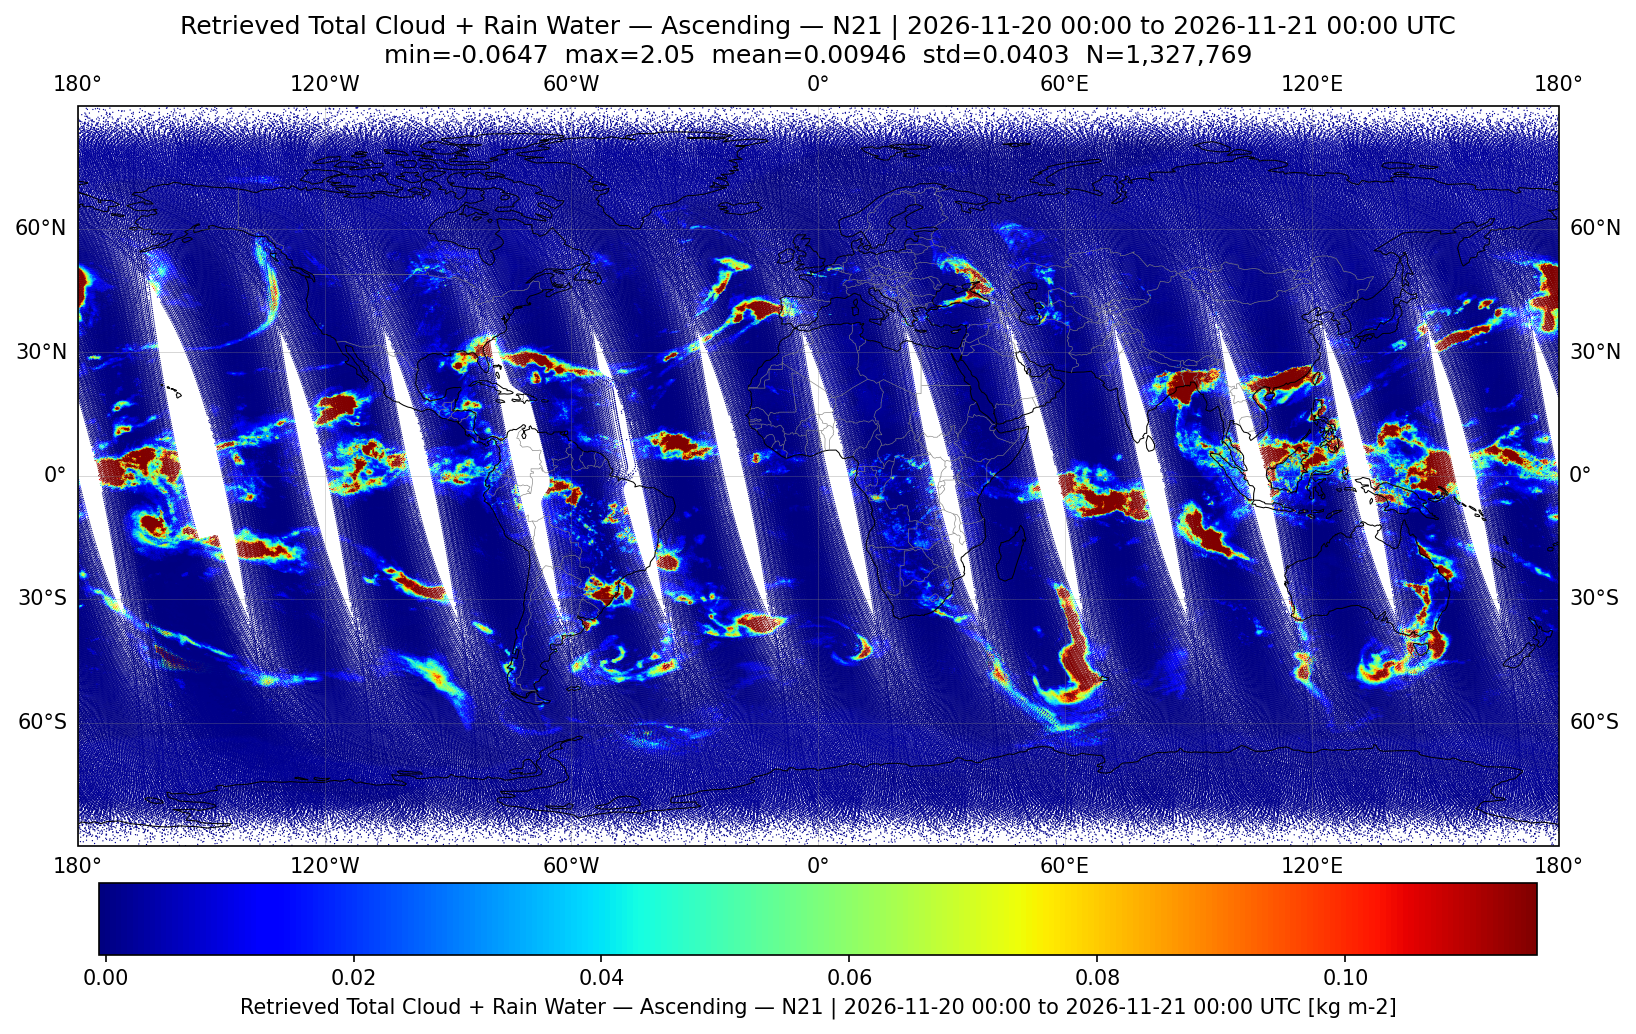 Retrieved Total Cloud + Rain Water — Ascending — N21 | 2026-11-20 00:00 to 2026-11-21 00:00 UTC
min=-0.0647  max=2.05  mean=0.00946  std=0.0403  N=1,327,769
180° 120°W 60°W 0° 60°E 120°E 180°
60°N 60°N
30°N 30°N
0° 0°
30°S 30°S
60°S 60°S
180° 120°W 60°W 0° 60°E 120°E 180°
0.00 0.02 0.04 0.06 0.08 0.10
Retrieved Total Cloud + Rain Water — Ascending — N21 | 2026-11-20 00:00 to 2026-11-21 00:00 UTC [kg m-2]